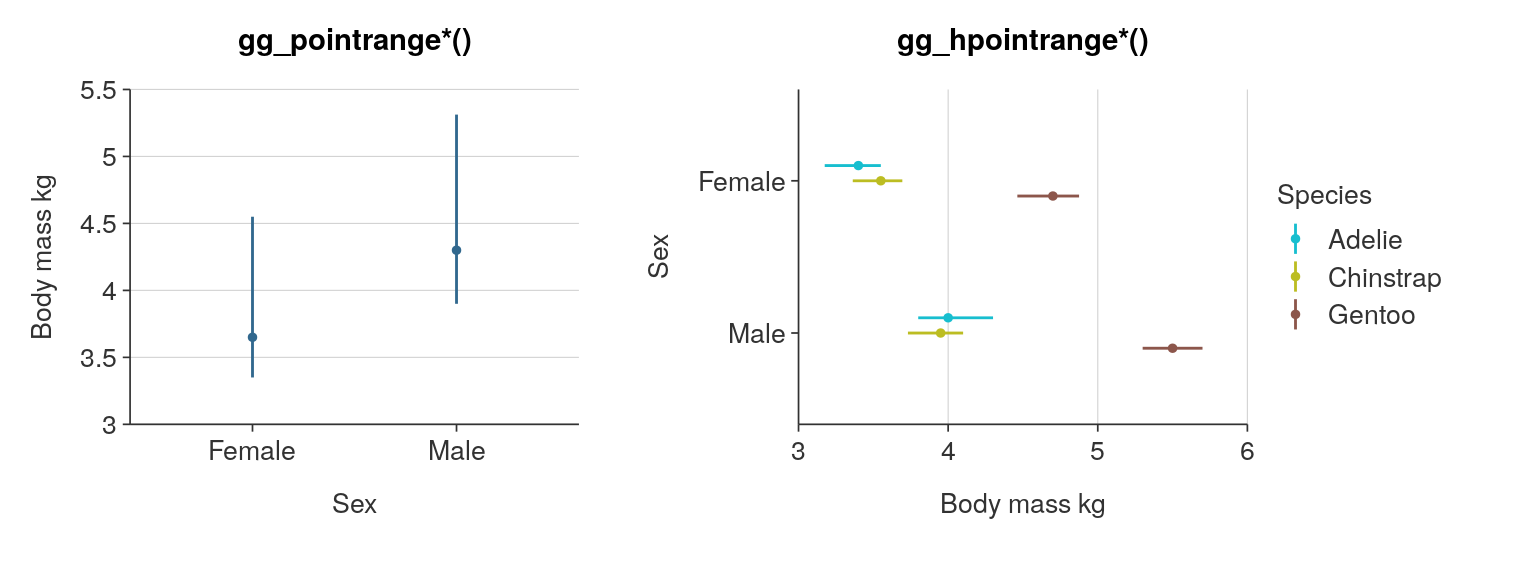 gg_pointrange*()
5.5
5
4.5
4
3.5
3
Body mass kg
Female
Male
Sex
gg_hpointrange*()
Female
Male
Sex
3
4
5
6
Body mass kg
Species
Adelie
Chinstrap
Gentoo